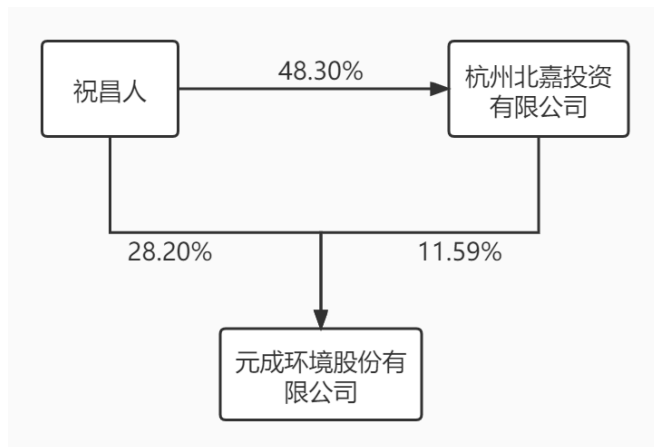 祝昌人
48.30%
杭州北嘉投资
有限公司
28.20%
11.59%
元成环境股份有
限公司